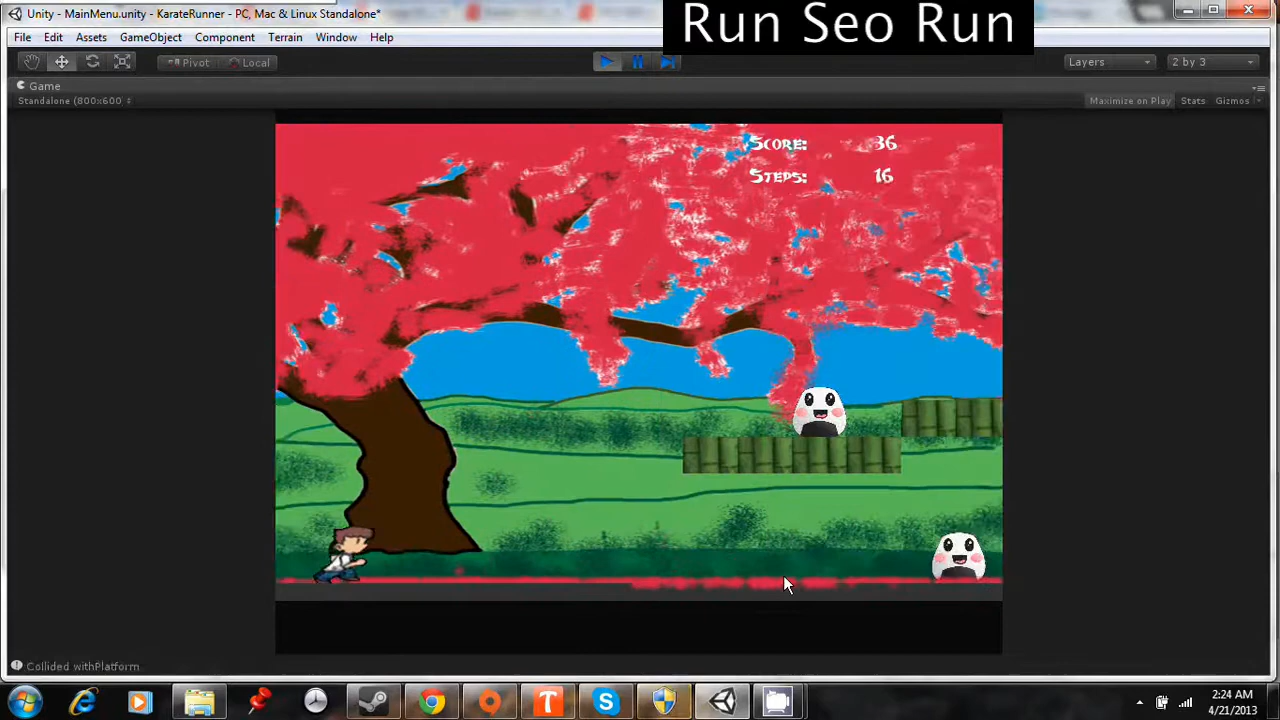 Unity - MainMenu.unity - KarateRunner - PC, Mac & Linux Standalone*
Run Seo Run
File Edit Assets GameObject Component Terrain Window Help
Pivot Local Layers 2 by 3
Game
Standalone (800x600) Maximize on Play Stats Gizmos
Score: 36
Steps: 16
Collided withPlatform
2:24 AM
4/21/2013